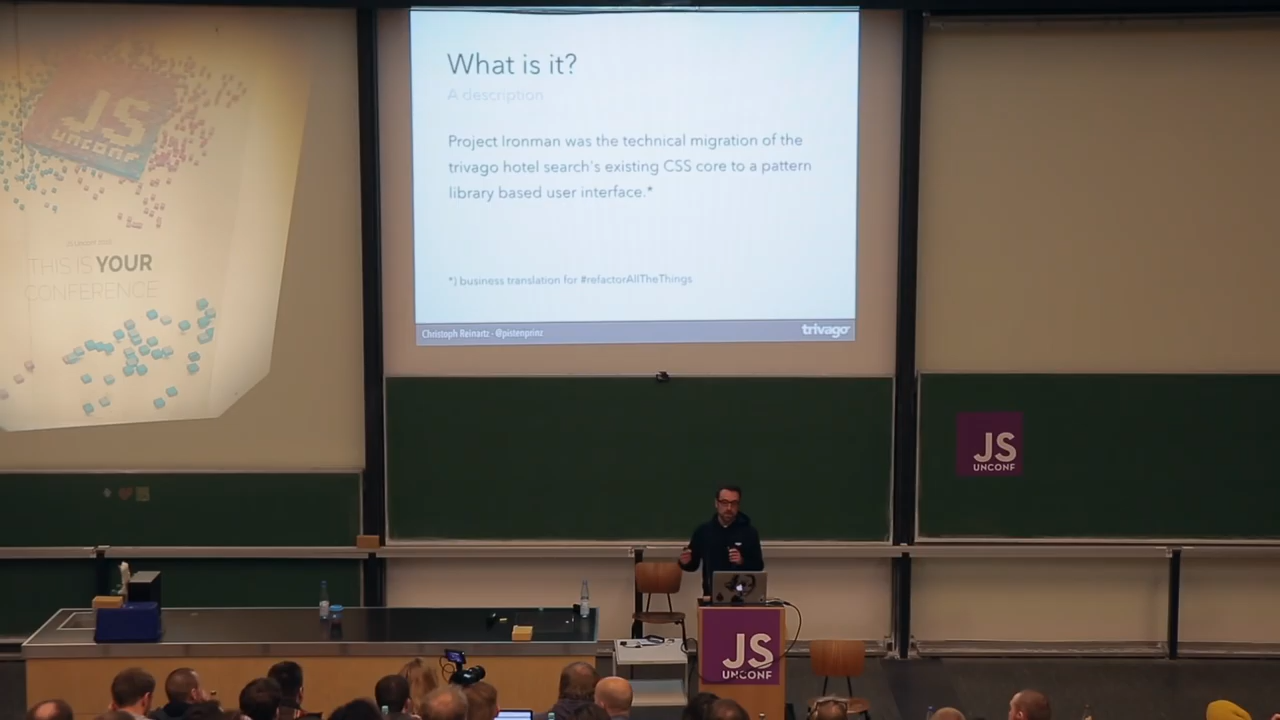 JS
UNCONF
THIS IS YOUR
CONFERENCE
What is it?
A description
Project Ironman was the technical migration of the
trivago hotel search's existing CSS core to a pattern
library based user interface.*
*) business translation for #refactorAllTheThings
Christoph Reinartz - @pistenprinz
trivago
JS
UNCONF
JS
UNCONF